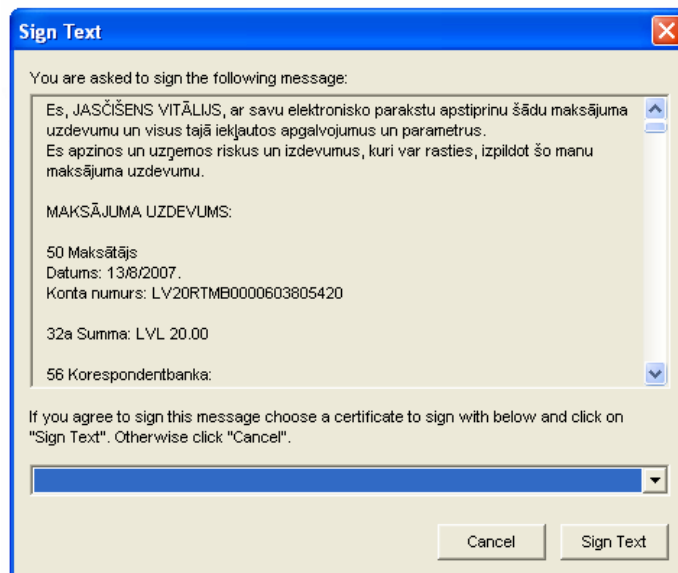 Sign Text
You are asked to sign the following message:
Es, JASČIŠENS VITĀLIJS, ar savu elektronisko parakstu apstiprinu šādu maksājuma
uzdevumu un visus tajā iekļautos apgalvojumus un parametrus.
Es apzinos un uzņemos riskus un izdevumus, kuri var rasties, izpildot šo manu
maksājuma uzdevumu.
MAKSĀJUMA UZDEVUMS:
50 Maksātājs
Datums: 13/8/2007.
Konta numurs: LV20RTMB0000603805420
32a Summa: LVL 20.00
56 Korespondentbanka:
If you agree to sign this message choose a certificate to sign with below and click on
"Sign Text". Otherwise click "Cancel".
Cancel Sign Text